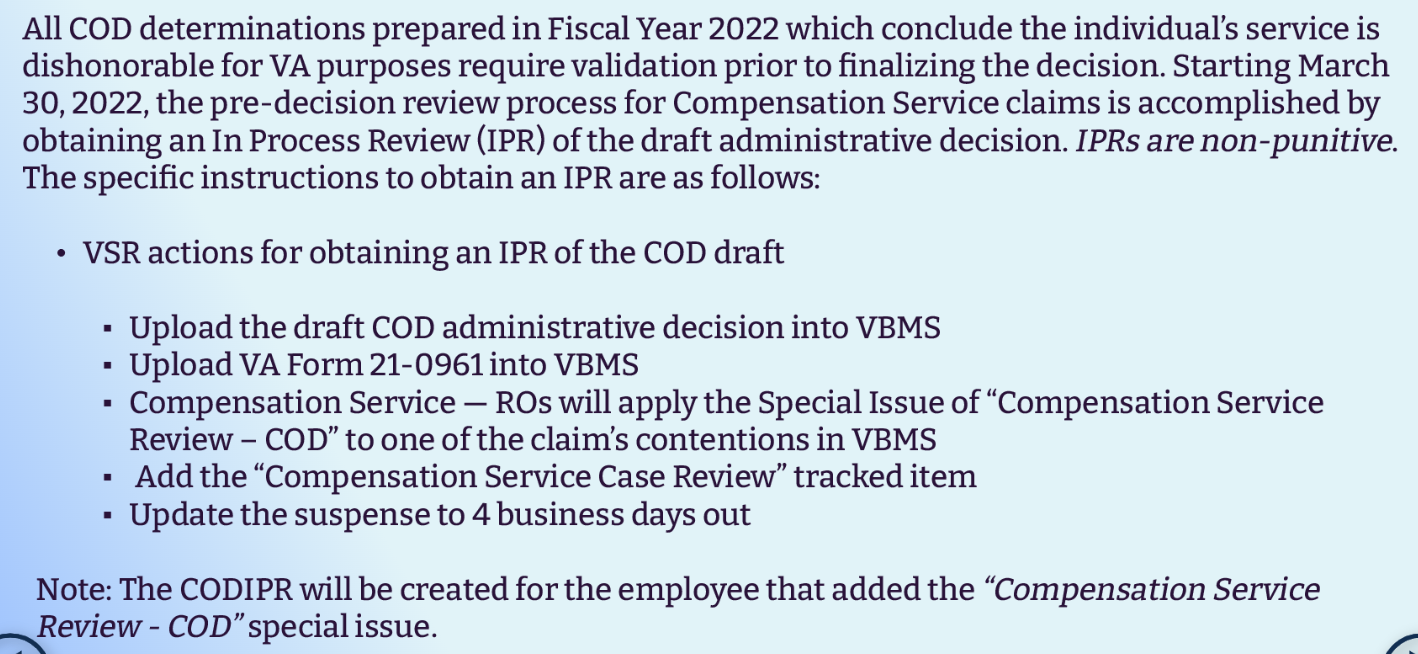 All COD determinations prepared in Fiscal Year 2022 which conclude the individual’s service is
dishonorable for VA purposes require validation prior to finalizing the decision. Starting March
30, 2022, the pre-decision review process for Compensation Service claims is accomplished by
obtaining an In Process Review (IPR) of the draft administrative decision. IPRs are non-punitive.
The specific instructions to obtain an IPR are as follows:
• VSR actions for obtaining an IPR of the COD draft
▪ Upload the draft COD administrative decision into VBMS
▪ Upload VA Form 21-0961 into VBMS
▪ Compensation Service — ROs will apply the Special Issue of “Compensation Service
Review – COD” to one of the claim’s contentions in VBMS
▪ Add the “Compensation Service Case Review” tracked item
▪ Update the suspense to 4 business days out
Note: The CODIPR will be created for the employee that added the “Compensation Service
Review - COD” special issue.